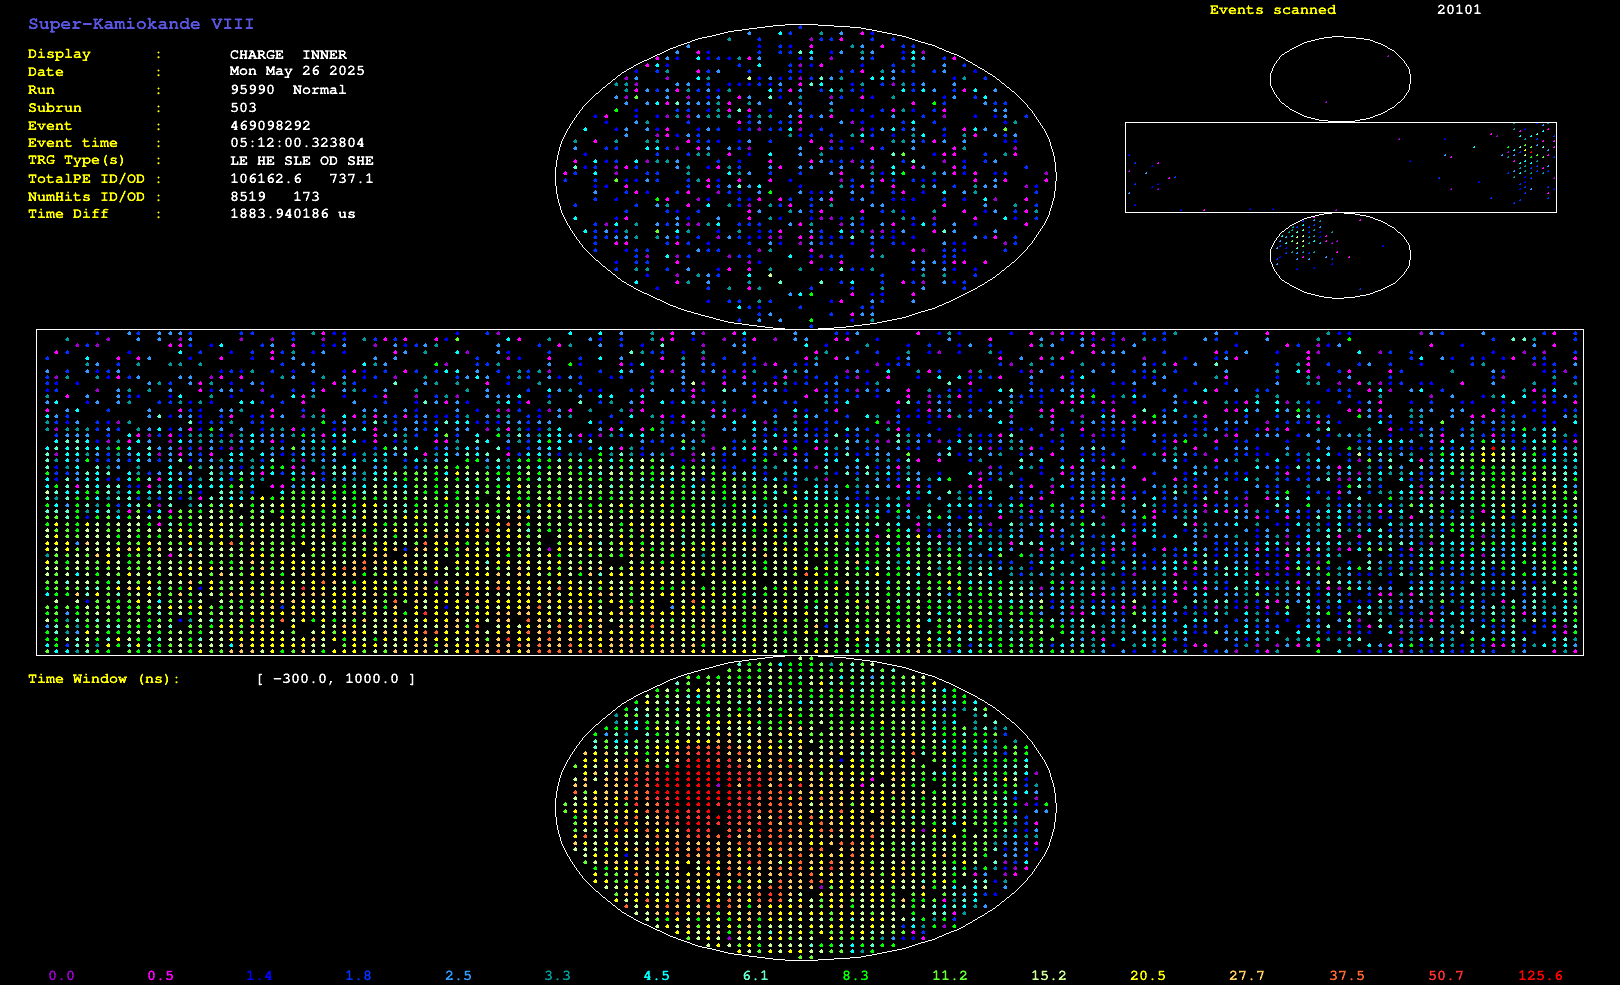 Super-Kamiokande VIII
Events scanned 20101
Display : CHARGE INNER
Date : Mon May 26 2025
Run : 95990 Normal
Subrun : 503
Event : 469098292
Event time : 05:12:00.323804
TRG Type(s) : LE HE SLE OD SHE
TotalPE ID/OD : 106162.6 737.1
NumHits ID/OD : 8519 173
Time Diff : 1883.940186 us
Time Window (ns): [ -300.0, 1000.0 ]
0.0 0.5 1.4 1.8 2.5 3.3 4.5 6.1 8.3 11.2 15.2 20.5 27.7 37.5 50.7 125.6